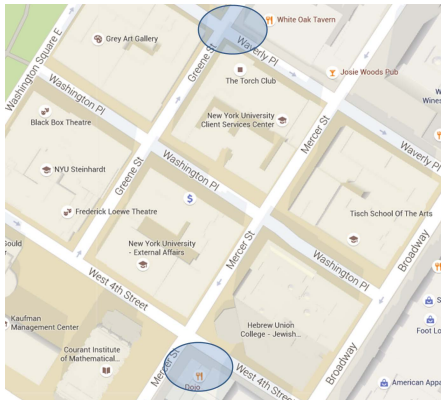 White Oak Tavern
Grey Art Gallery
Washington Square E
Greene St
Waverly Pl
The Torch Club
Josie Woods Pub
Washington Pl
Black Box Theatre
New York University
Client Services Center
Mercer St
Waverly Pl
NYU Steinhardt
Greene St
Washington Pl
$
Frederick Loewe Theatre
Tisch School Of The Arts
Gould
New York University
- External Affairs
Mercer St
Washington Pl
Broadway
West 4th Street
Kaufman
Management Center
Hebrew Union
College - Jewish...
Foot Lo
Courant Institute
of Mathematical...
Mercer St
Dojo
West 4th Street
Broadway
American Appa